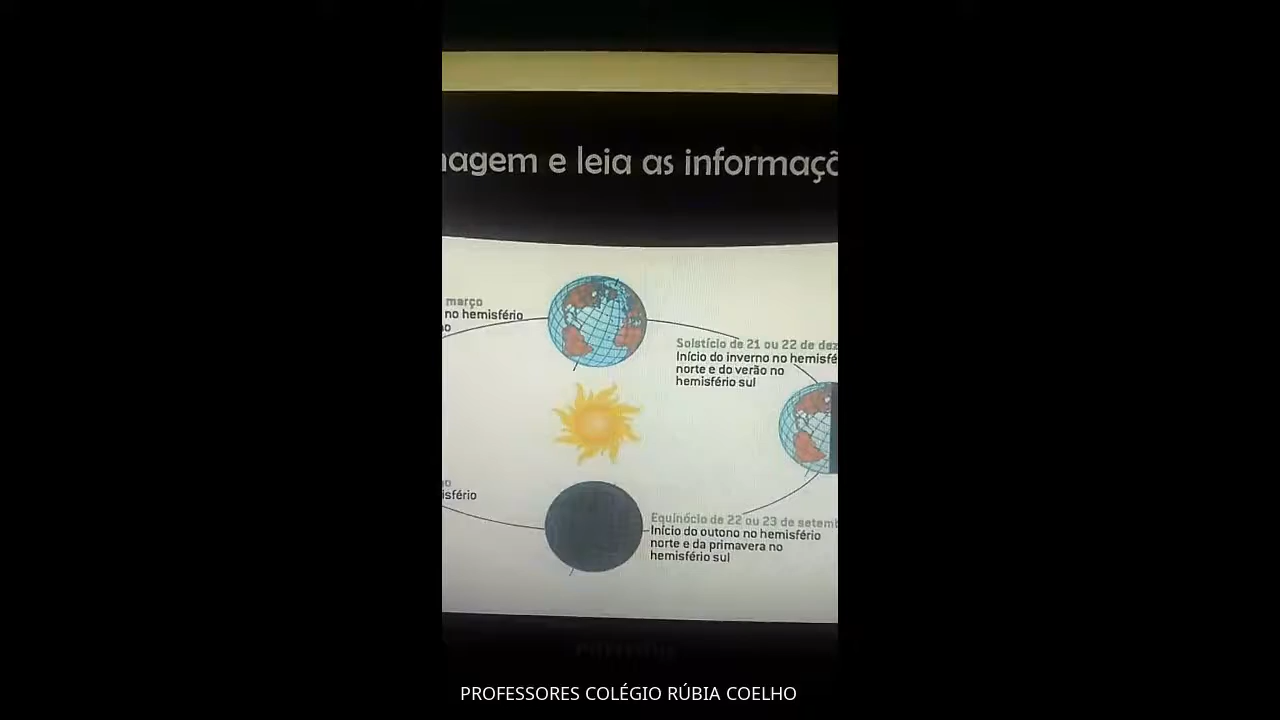 nagem e leia as informaçõ
março
no hemisfério
Solstício de 21 ou 22 de dez
Início do inverno no hemisfé
norte e do verão no
hemisfério sul
isfério
Equinócio de 22 ou 23 de setemb
Início do outono no hemisfério
norte e da primavera no
hemisfério sul
PROFESSORES COLÉGIO RÚBIA COELHO